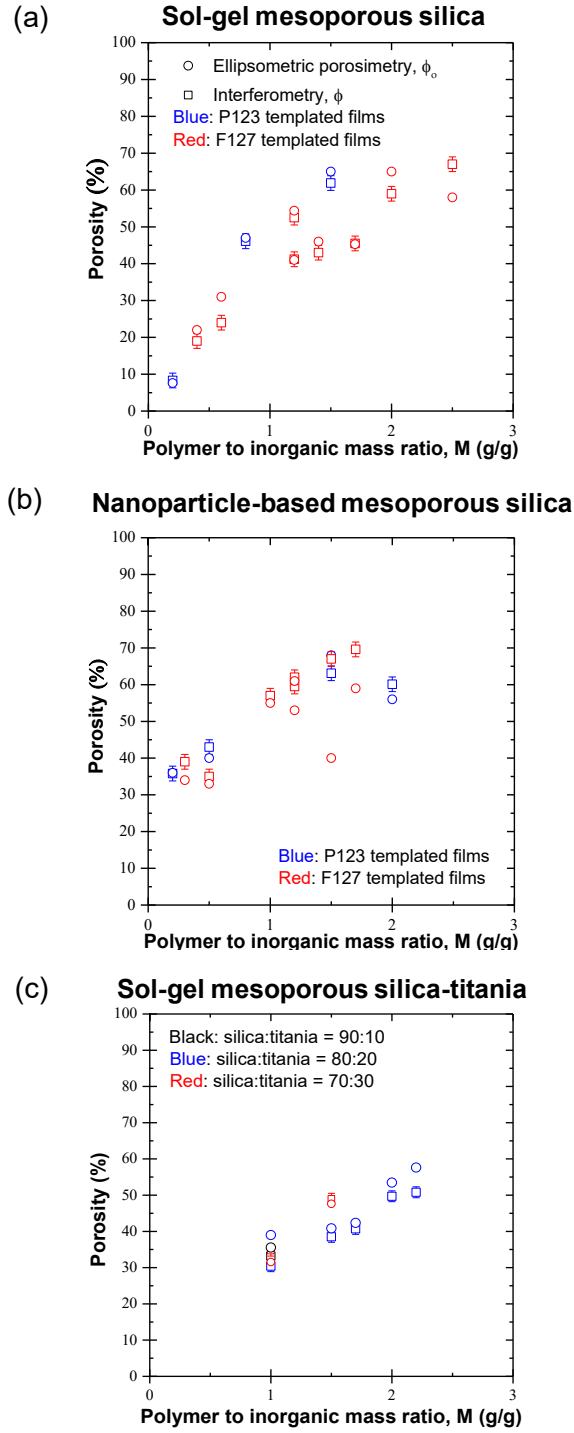 (a)
Sol-gel mesoporous silica
100
90
80
70
60
50
40
30
20
10
0
Porosity (%)
Ellipsometric porosimetry, ϕₒ
Interferometry, ϕ
Blue: P123 templated films
Red: F127 templated films
0 1 2 3
Polymer to inorganic mass ratio, M (g/g)
(b)
Nanoparticle-based mesoporous silica
100
90
80
70
60
50
40
30
20
10
0
Porosity (%)
Blue: P123 templated films
Red: F127 templated films
0 1 2 3
Polymer to inorganic mass ratio, M (g/g)
(c)
Sol-gel mesoporous silica-titania
100
90
80
70
60
50
40
30
20
10
0
Porosity (%)
Black: silica:titania = 90:10
Blue: silica:titania = 80:20
Red: silica:titania = 70:30
0 1 2 3
Polymer to inorganic mass ratio, M (g/g)